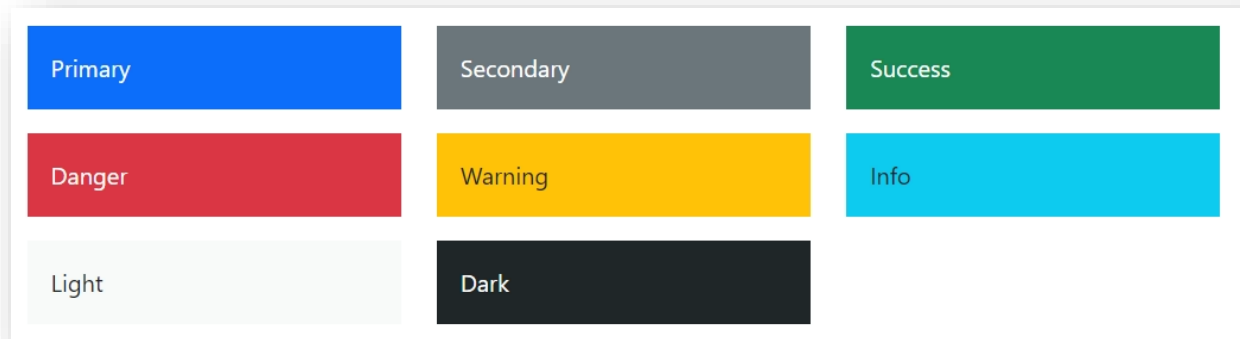 Primary
Secondary
Success
Danger
Warning
Info
Light
Dark